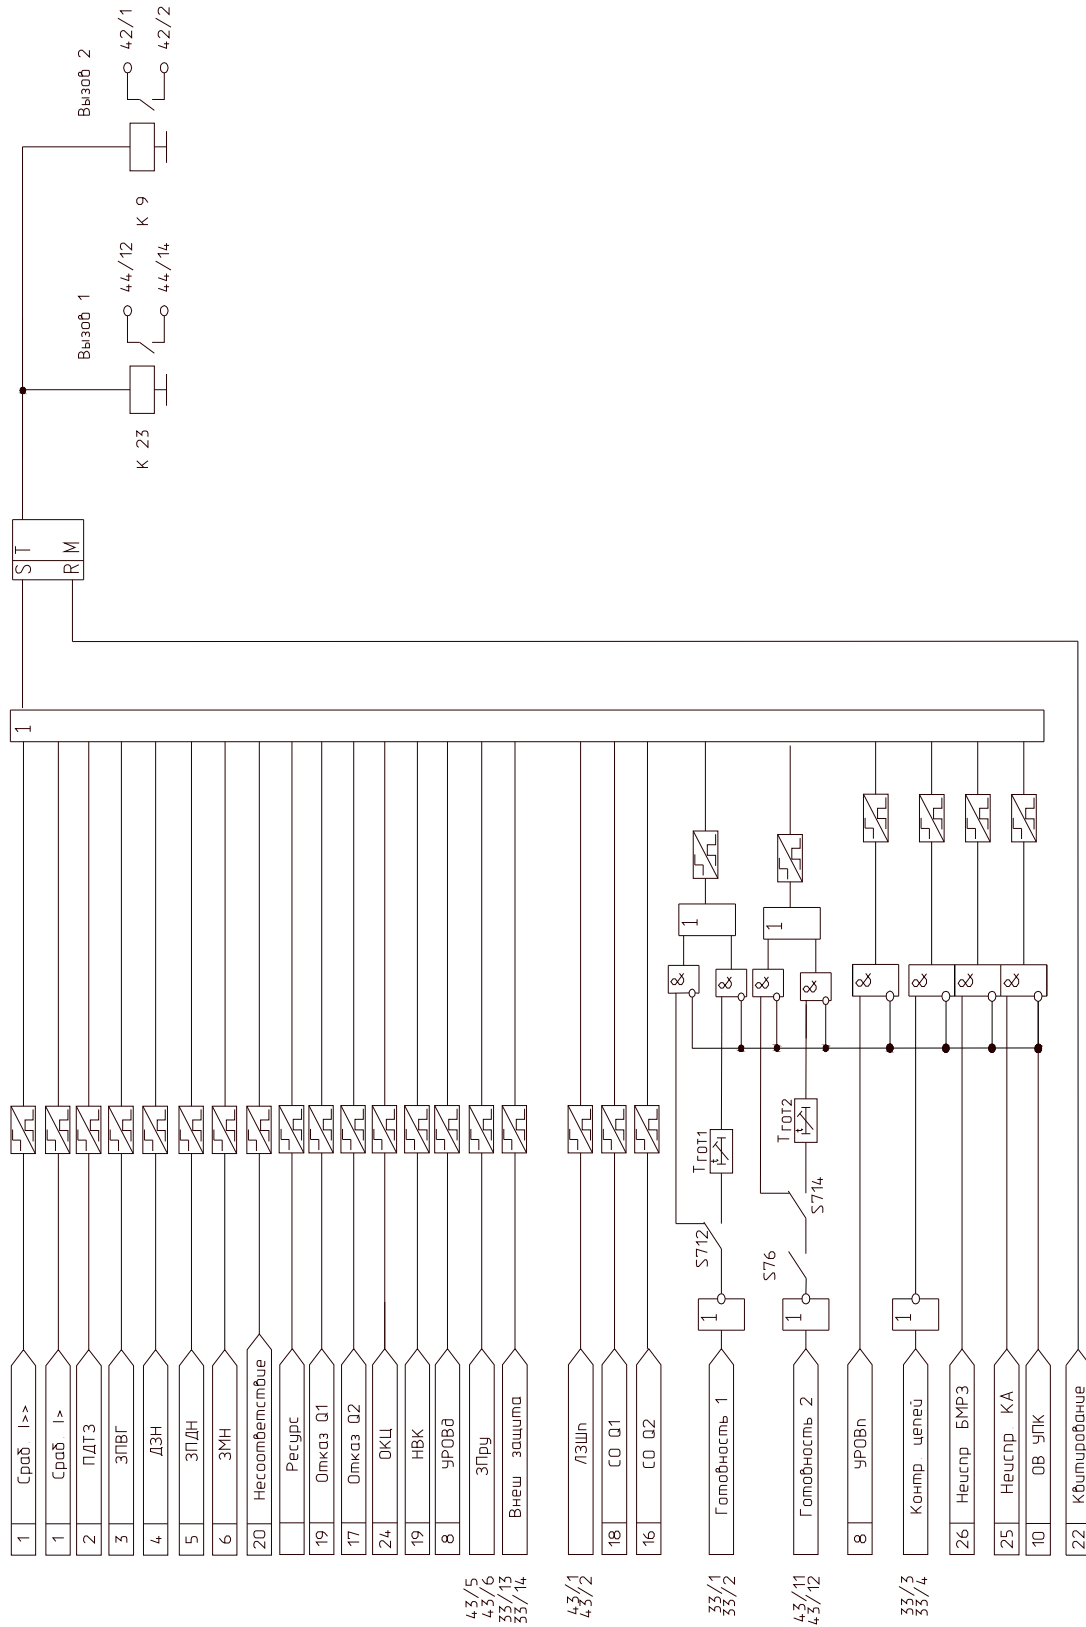 1 Сраб. I>>
1 Сраб. I>
2 ПДТЗ
3 ЗПВГ
4 ДЗН
5 ЗПДН
6 ЗМН
20 Несоответствие
Ресурс
19 Отказ Q1
17 Отказ Q2
24 ОКЦ
19 НВК
8 УРОВд
43/5
43/6
ЗПру
33/13
33/14
Внеш защита
43/1
43/2
ЛЗШп
18 СО Q1
16 СО Q2
33/1
33/2
Готовность 1
43/11
43/12
Готовность 2
8 УРОВп
33/3
33/4
Контр. цепей
26 Неиспр БМРЗ
25 Неиспр КА
10 ОВ УПК
22 Квитирование
1
1
1
S712
S76
S714
Тгот1
t
Тгот2
t
&
&
&
&
&
&
&
&
1
1
1
S T
R M
К 23
Вызов 1
44/12
44/14
К 9
Вызов 2
42/1
42/2